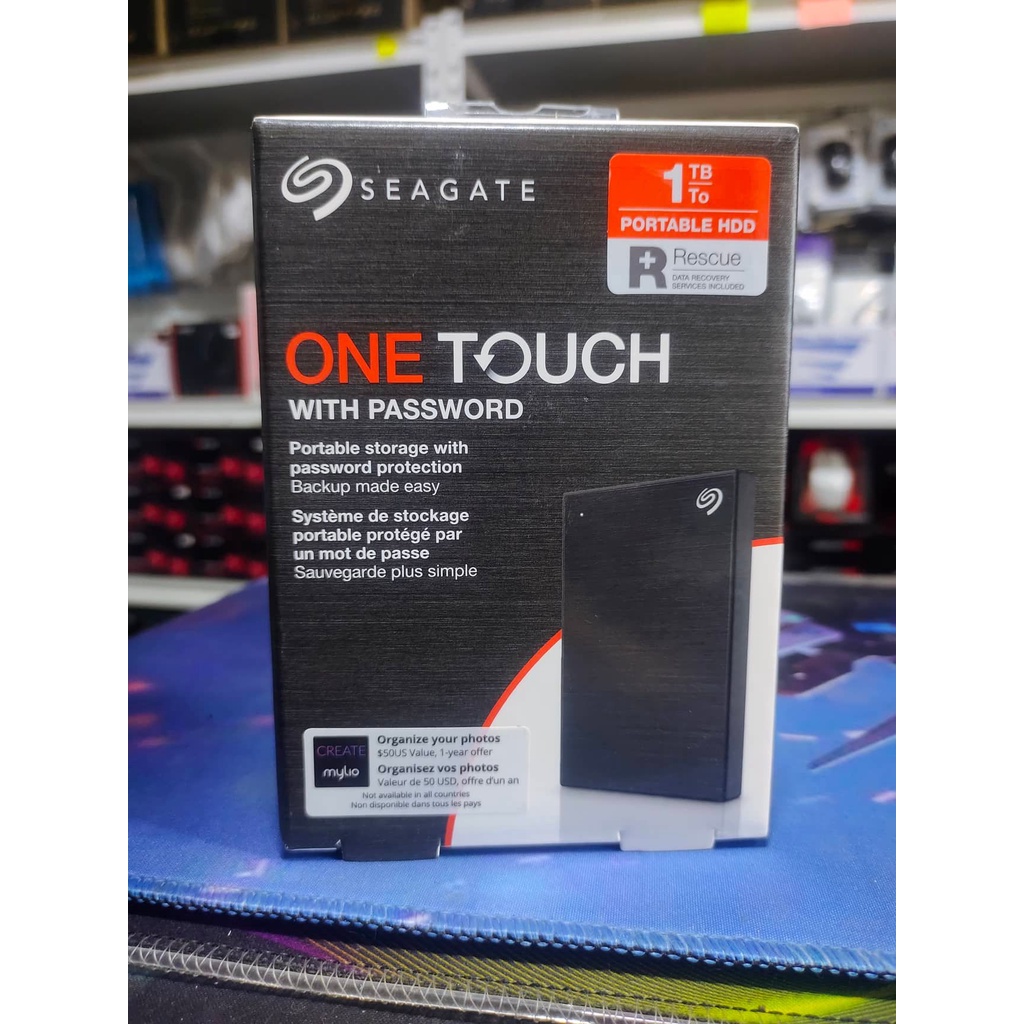 SEAGATE
1 TB
To
PORTABLE HDD
R Rescue
DATA RECOVERY
SERVICES INCLUDED
ONE TOUCH
WITH PASSWORD
Portable storage with
password protection
Backup made easy
Système de stockage
portable protégé par
un mot de passe
Sauvegarde plus simple
CREATE
mylio
Organize your photos
$50US Value, 1-year offer
Organisez vos photos
Valeur de 50 USD, offre d'un an
Not available in all countries
Non disponible dans tous les pays